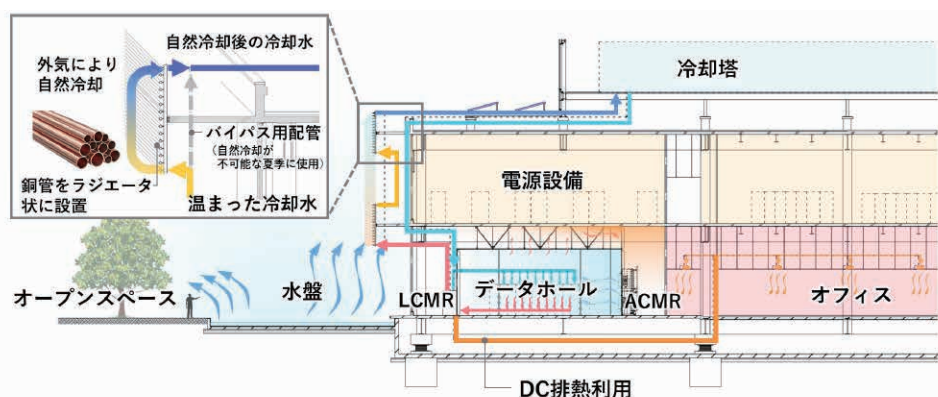 自然冷却後の冷却水
外気により
自然冷却
バイパス用配管
（自然冷却が
不可能な夏季に使用）
銅管をラジエータ
状に設置
温まった冷却水
冷却塔
電源設備
オープンスペース
水盤
LCMR
データホール
ACMR
オフィス
DC排熱利用